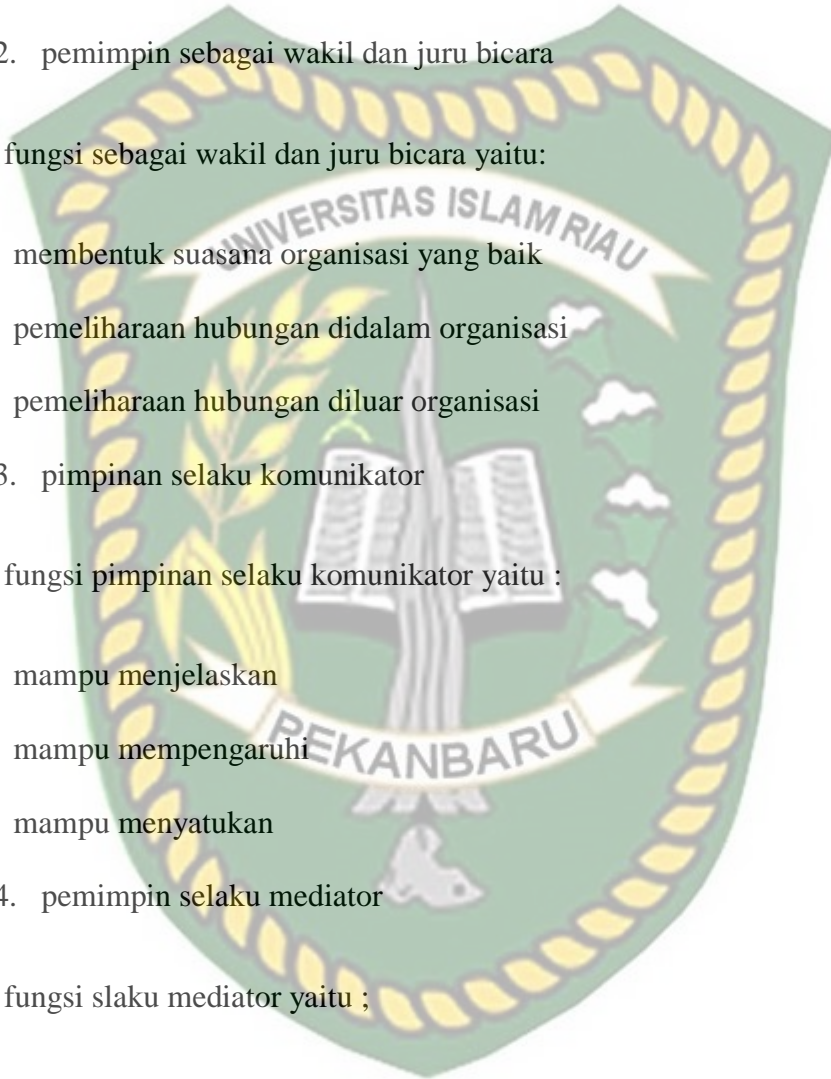 2. pemimpin sebagai wakil dan juru bicara
fungsi sebagai wakil dan juru bicara yaitu:
UNIVERSITAS ISLAM RIAU
membentuk suasana organisasi yang baik
pemeliharaan hubungan didalam organisasi
pemeliharaan hubungan diluar organisasi
3. pimpinan selaku komunikator
fungsi pimpinan selaku komunikator yaitu :
mampu menjelaskan
PEKANBARU
mampu mempengaruhi
mampu menyatukan
4. pemimpin selaku mediator
fungsi slaku mediator yaitu ;